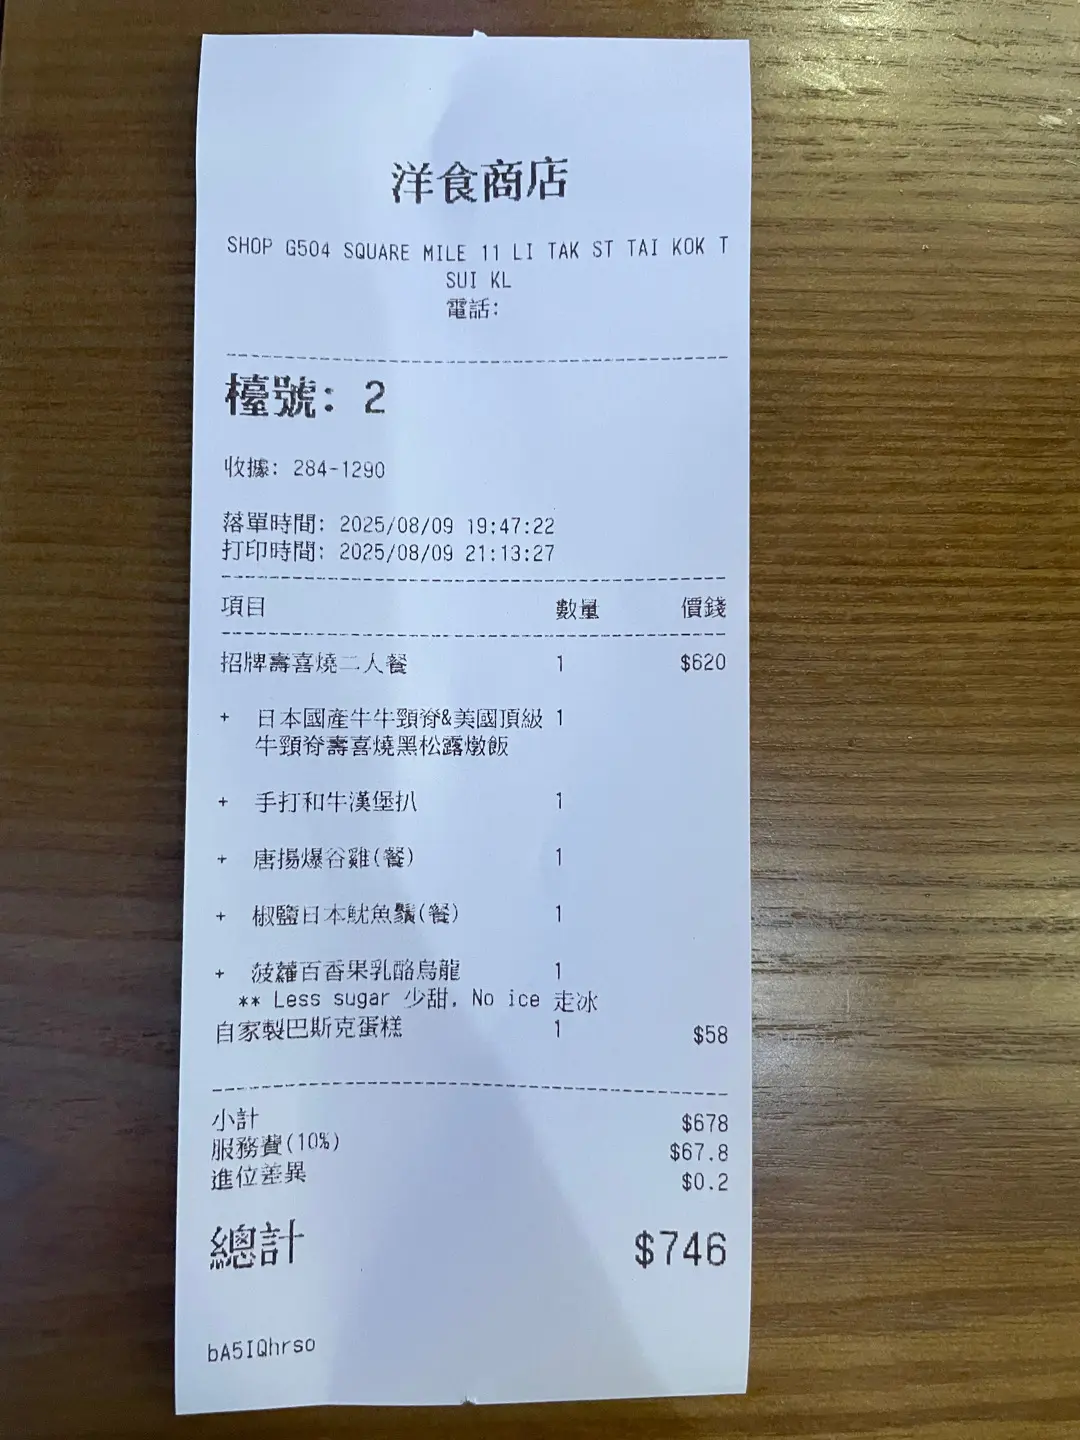 洋食商店
SHOP G504 SQUARE MILE 11 LI TAK ST TAI KOK T
SUI KL
電話:
檯號: 2
收據: 284-1290
落單時間: 2025/08/09 19:47:22
打印時間: 2025/08/09 21:13:27
項目 數量 價錢
招牌壽喜燒二人餐 1 $620
+ 日本國產牛牛頸脊&美國頂級 1
牛頸脊壽喜燒黑松露燉飯
+ 手打和牛漢堡扒 1
+ 唐揚爆谷雞(餐) 1
+ 椒鹽日本魷魚鬚(餐) 1
+ 菠蘿百香果乳酪烏龍 1
** Less sugar 少甜, No ice 走冰
自家製巴斯克蛋糕 1 $58
小計 $678
服務費(10%) $67.8
進位差異 $0.2
總計 $746
bA5IQhrso